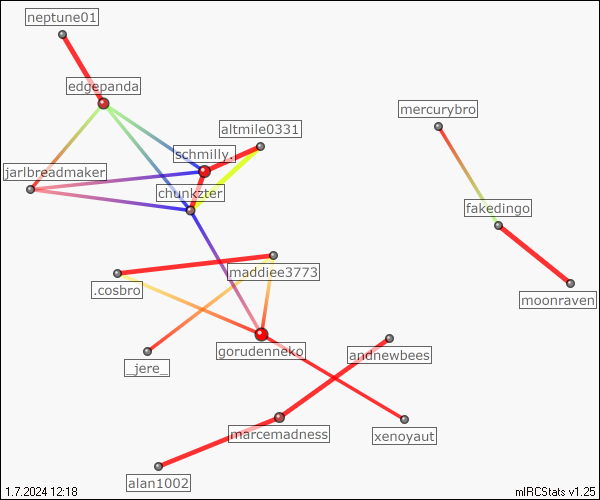 neptune01
edgepanda
mercurybro
altmile0331
schmilly.
jarlbreadmaker
chunkzter
fakedingo
maddiee3773
.cosbro
moonraven
gorudenneko
andnewbees
_jere_
marcemadness
xenoyaut
alan1002
1.7.2024 12:18
mIRCStats v1.25